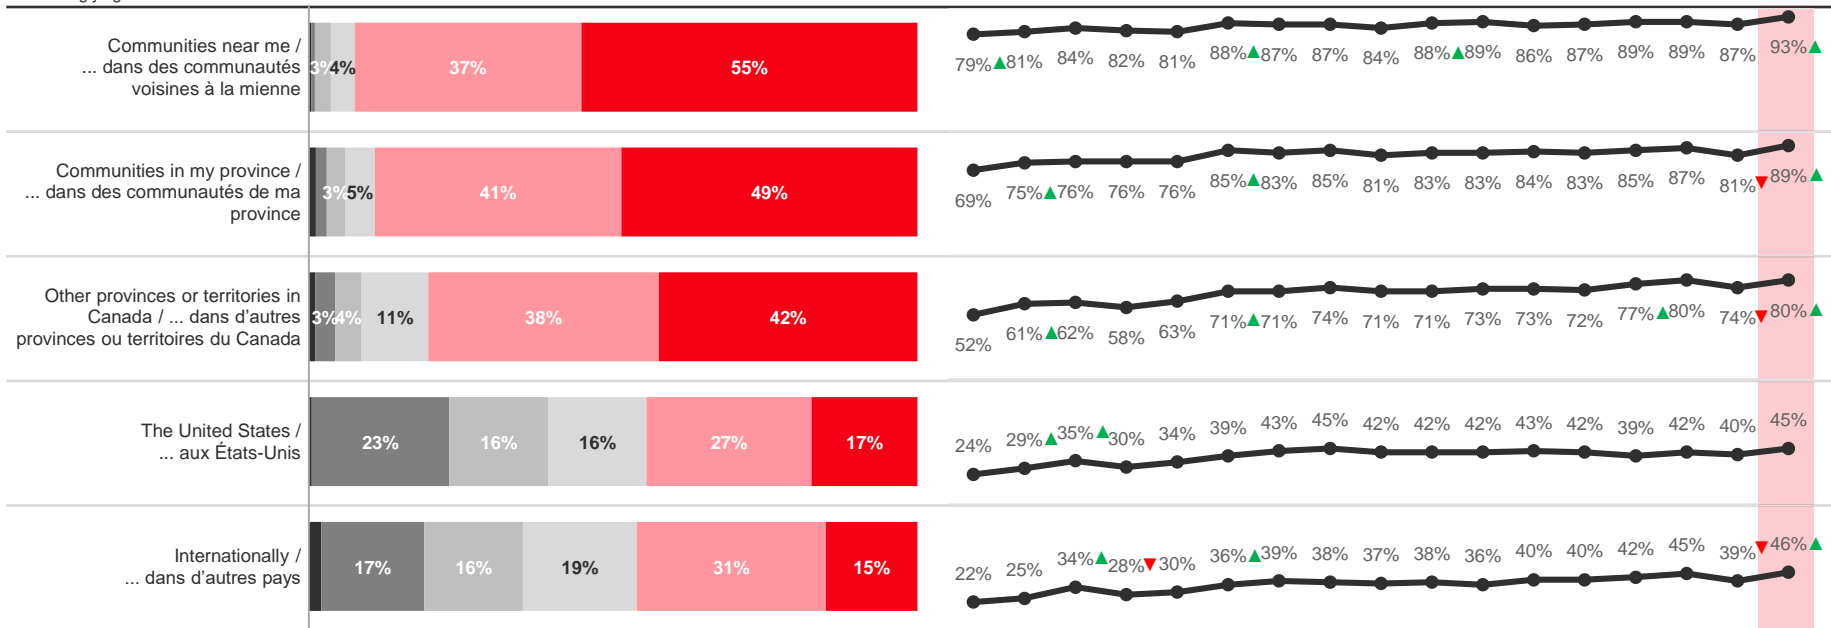 Communities near me /
... dans des communautés
voisines à la mienne
3% 4% 37% 55%
79% ▲ 81% 84% 82% 81% 88% ▲ 87% 87% 84% 88% ▲ 89% 86% 87% 89% 89% 87% 93% ▲
Communities in my province /
... dans des communautés de ma
province
3% 5% 41% 49%
69% 75% ▲ 76% 76% 76% 85% ▲ 83% 85% 81% 83% 83% 84% 83% 85% 87% 81% ▼ 89% ▲
Other provinces or territories in
Canada / ... dans d'autres
provinces ou territoires du Canada
3% 4% 11% 38% 42%
52% 61% ▲ 62% 58% 63% 71% ▲ 71% 74% 71% 71% 73% 73% 72% 77% ▲ 80% 74% ▼ 80% ▲
The United States /
... aux États-Unis
23% 16% 16% 27% 17%
24% 29% ▲ 35% ▲ 30% 34% 39% 43% 45% 42% 42% 42% 43% 42% 39% 42% 40% 45%
Internationally /
... dans d'autres pays
17% 16% 19% 31% 15%
22% 25% 34% ▲ 28% ▼ 30% 36% ▲ 39% 38% 37% 38% 36% 40% 40% 42% 45% 39% ▼ 46% ▲